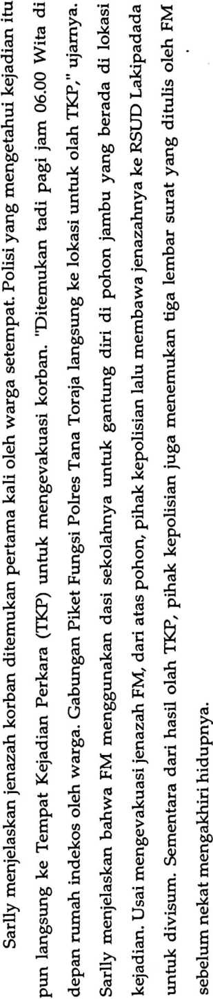 Sarlly menjelaskan jenazah korban ditemukan pertama kali oleh warga setempat. Polisi yang mengetahui kejadian itu
pun langsung ke Tempat Kejadian Perkara (TKP) untuk mengevakuasi korban. "Ditemukan tadi pagi jam 06.00 Wita di
depan rumah indekos oleh warga. Gabungan Piket Fungsi Polres Tana Toraja langsung ke lokasi untuk olah TKP," ujarnya.
Sarlly menjelaskan bahwa FM menggunakan dasi sekolahnya untuk gantung diri di pohon jambu yang berada di lokasi
kejadian. Usai mengevakuasi jenazah FM, dari atas pohon, pihak kepolisian lalu membawa jenazahnya ke RSUD Lakipadada
untuk divisum. Sementara dari hasil olah TKP, pihak kepolisian juga menemukan tiga lembar surat yang ditulis oleh FM
sebelum nekat mengakhiri hidupnya.